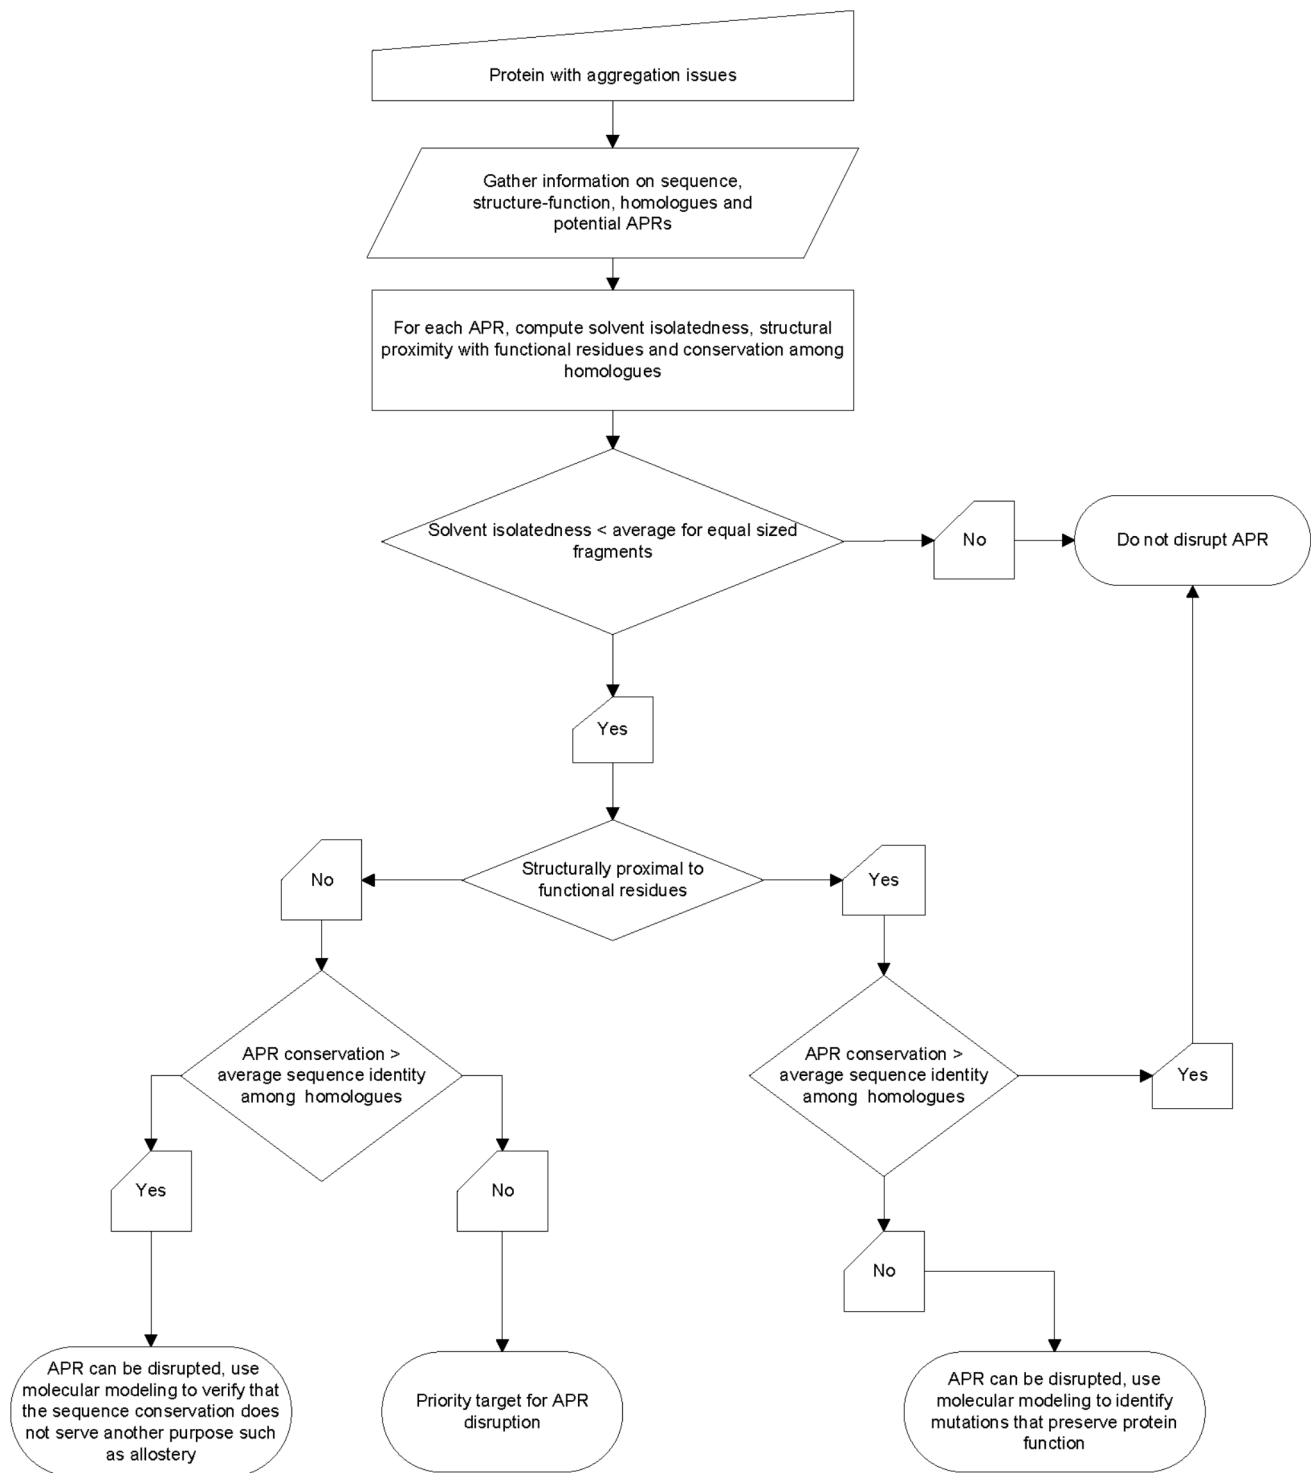 Protein with aggregation issues
Gather information on sequence,
structure-function, homologues and
potential APRs
For each APR, compute solvent isolatedness, structural
proximity with functional residues and conservation among
homologues
Solvent isolatedness < average for equal sized
fragments
No
Do not disrupt APR
Yes
Structurally proximal to
functional residues
No
Yes
APR conservation >
average sequence identity
among homologues
APR conservation >
average sequence identity
among homologues
Yes
Yes
No
No
APR can be disrupted, use
molecular modeling to verify that
the sequence conservation does
not serve another purpose such
as allostery
Priority target for APR
disruption
APR can be disrupted, use
molecular modeling to identify
mutations that preserve protein
function